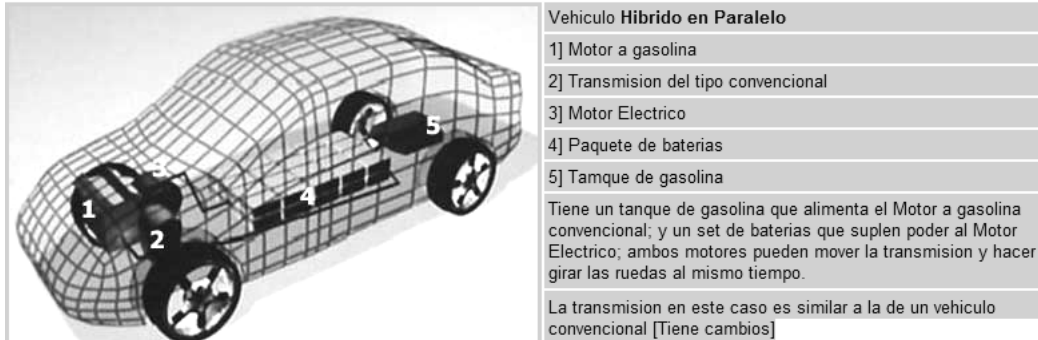 Vehiculo Hibrido en Paralelo
1] Motor a gasolina
2] Transmision del tipo convencional
3] Motor Electrico
4] Paquete de baterias
5] Tamque de gasolina
Tiene un tanque de gasolina que alimenta el Motor a gasolina
convencional; y un set de baterias que suplen poder al Motor
Electrico; ambos motores pueden mover la transmision y hacer
girar las ruedas al mismo tiempo.
La transmision en este caso es similar a la de un vehiculo
convencional [Tiene cambios]
1
2
3
4
5